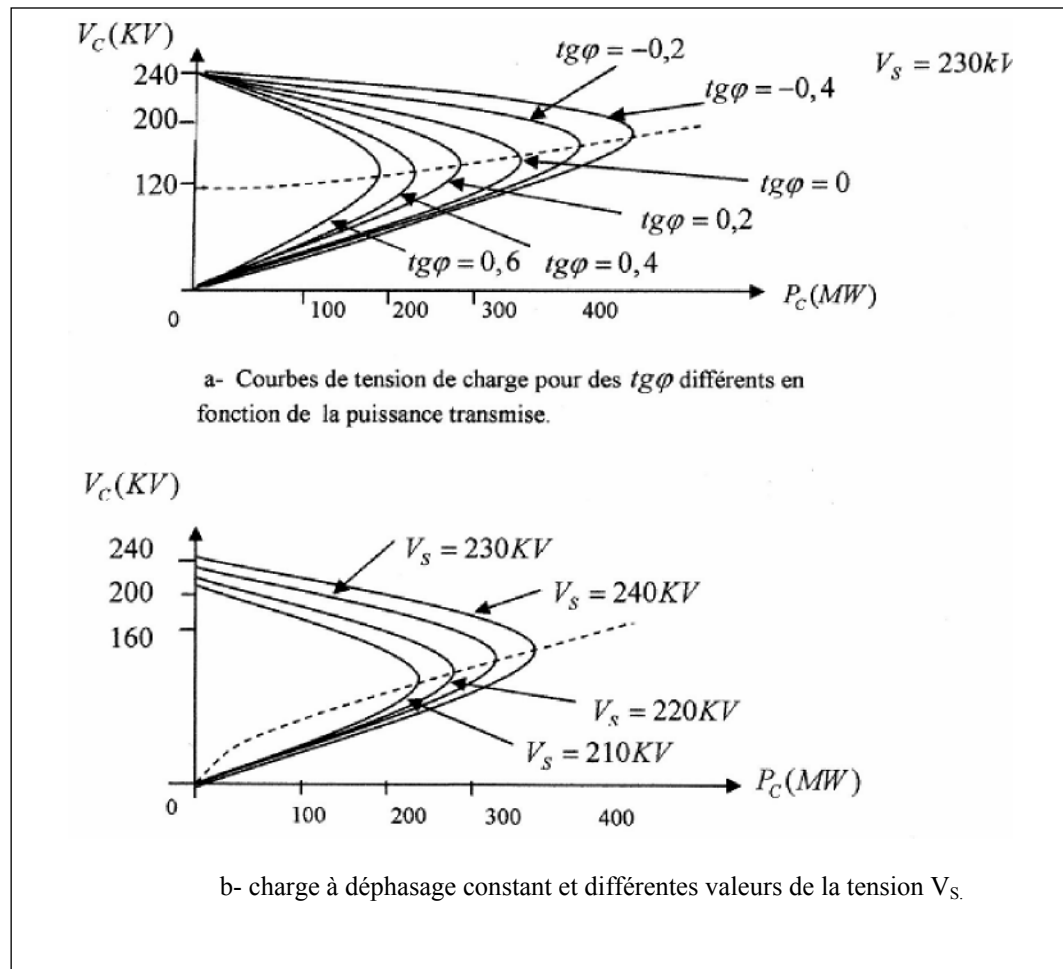 V_C(KV)
tgφ = −0,2
V_S = 230kV
240
tgφ = −0,4
200
120
tgφ = 0
tgφ = 0,2
tgφ = 0,6
tgφ = 0,4
P_C(MW)
0
100
200
300
400
a- Courbes de tension de charge pour des tgφ différents en
fonction de la puissance transmise.
V_C(KV)
240
V_S = 230KV
200
V_S = 240KV
160
V_S = 220KV
V_S = 210KV
P_C(MW)
0
100
200
300
400
b- charge à déphasage constant et différentes valeurs de la tension V_S.